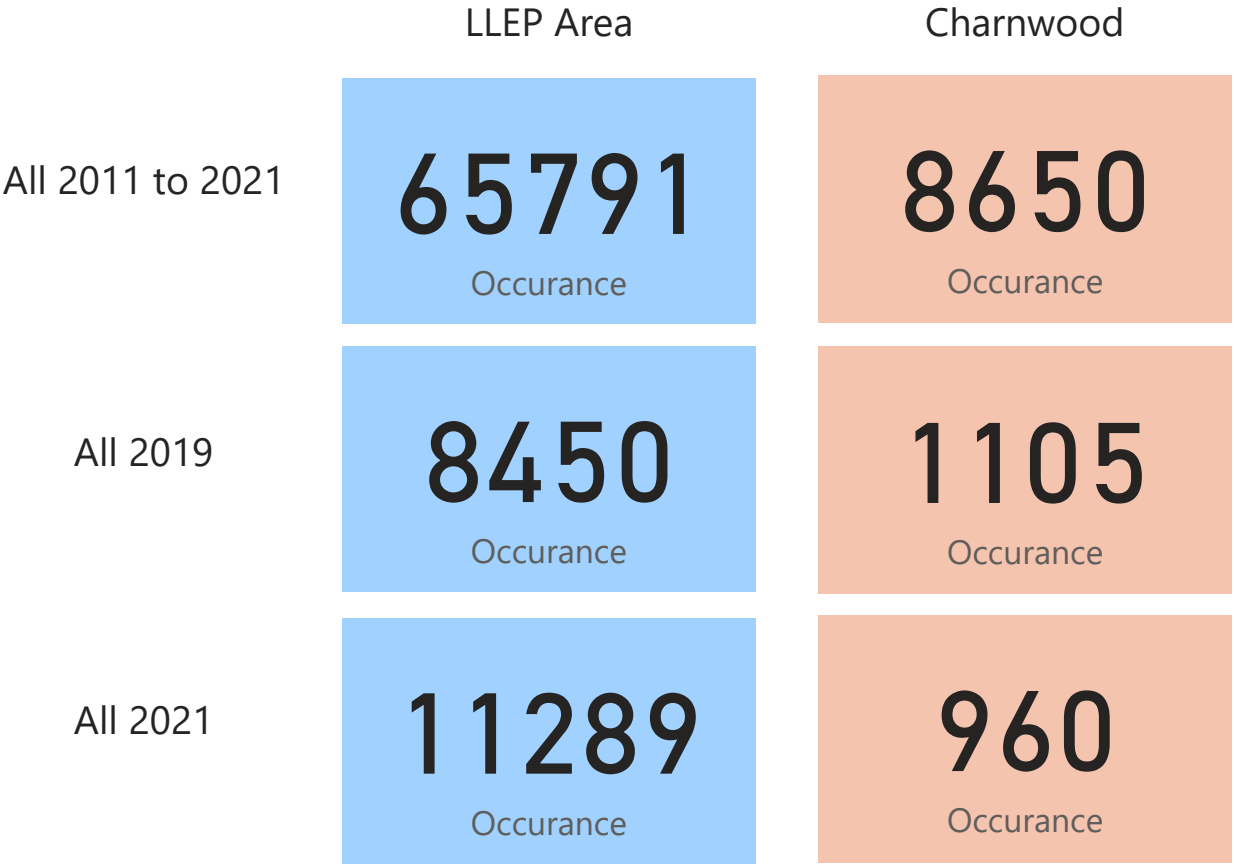 LLEP Area
Charnwood
All 2011 to 2021
65791
Occurance
8650
Occurance
All 2019
8450
Occurance
1105
Occurance
All 2021
11289
Occurance
960
Occurance